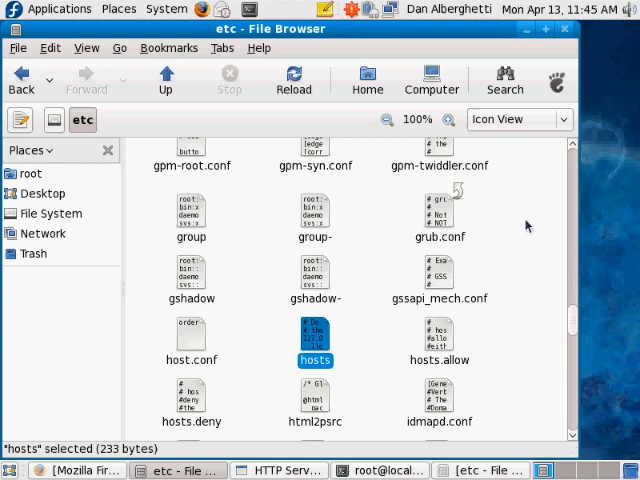 Applications Places System Dan Alberghetti Mon Apr 13, 11:45 AM
etc - File Browser
File Edit View Go Bookmarks Tabs Help
Back Forward Up Stop Reload Home Computer Search
etc 100% Icon View
Places
root
Desktop
File System
Network
Trash
gpm-root.conf gpm-syn.conf gpm-twiddler.conf
group group- grub.conf
gshadow gshadow- gssapi_mech.conf
host.conf hosts hosts.allow
hosts.deny html2psrc idmapd.conf
"hosts" selected (233 bytes)
[Mozilla Fir... etc - File ... HTTP Serv... root@local... [etc - File ...